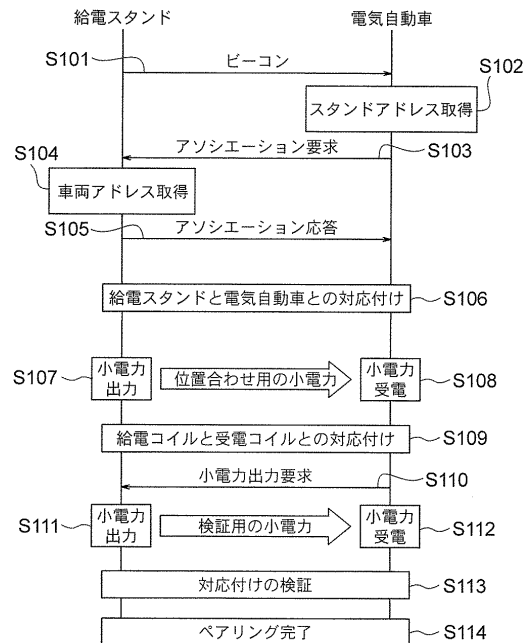 給電スタンド
電気自動車
S101
ビーコン
S102
スタンドアドレス取得
アソシエーション要求
S103
S104
車両アドレス取得
S105
アソシエーション応答
給電スタンドと電気自動車との対応付け
S106
S107
小電力
出力
位置合わせ用の小電力
小電力
受電
S108
給電コイルと受電コイルとの対応付け
S109
小電力出力要求
S110
S111
小電力
出力
検証用の小電力
小電力
受電
S112
対応付けの検証
S113
ペアリング完了
S114